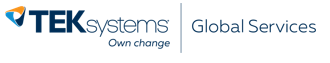 TEKsystems
Own change
Global Services